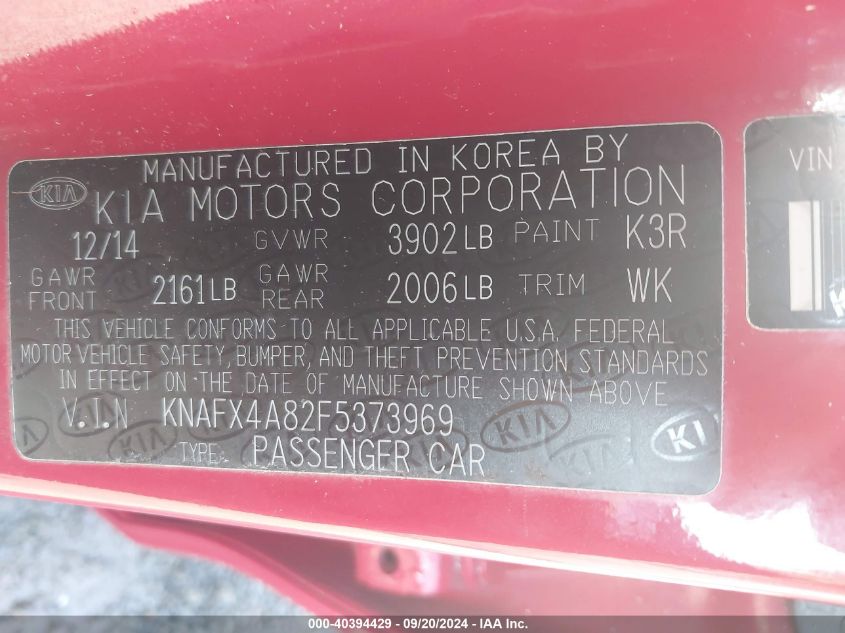 MANUFACTURED IN KOREA BY
KIA KIA MOTORS CORPORATION
12/14 GVWR 3902LB PAINT K3R
GAWR FRONT 2161LB GAWR REAR 2006LB TRIM WK
THIS VEHICLE CONFORMS TO ALL APPLICABLE U.S.A. FEDERAL
MOTOR VEHICLE SAFETY, BUMPER, AND THEFT PREVENTION STANDARDS
IN EFFECT ON THE DATE OF MANUFACTURE SHOWN ABOVE
V.I.N KNAFX4A82F5373969
TYPE: PASSENGER CAR
VIN
000-40394429 - 09/20/2024 - IAA Inc.